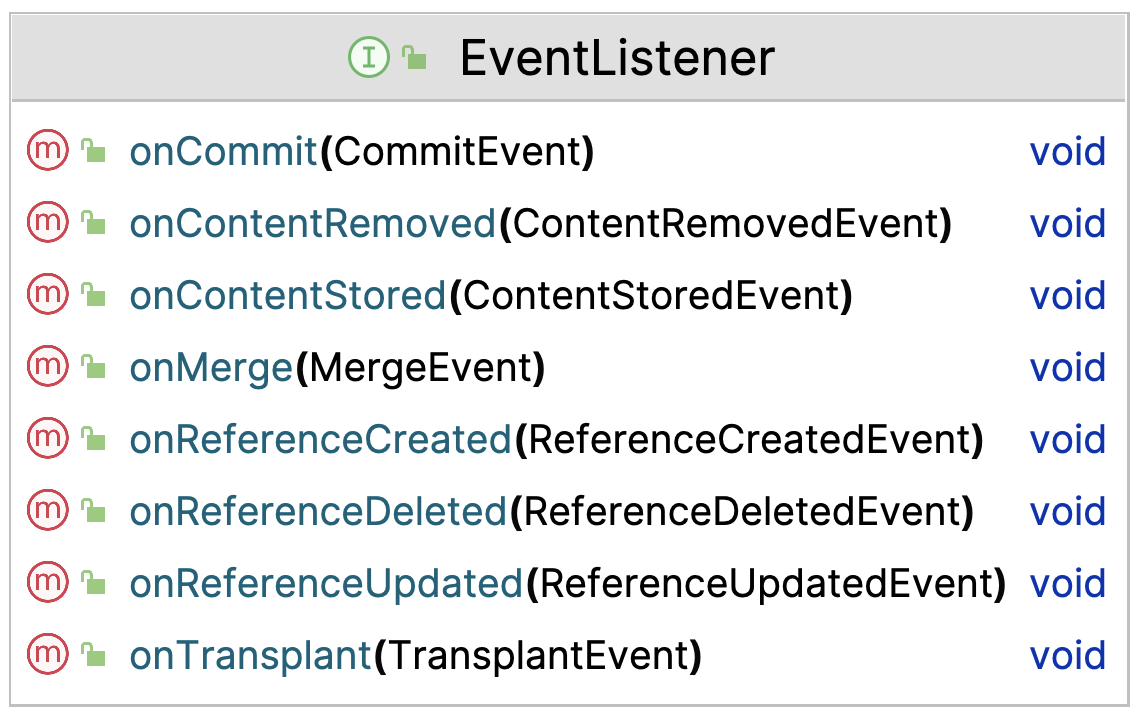 I EventListener
m onCommit(CommitEvent) void
m onContentRemoved(ContentRemovedEvent) void
m onContentStored(ContentStoredEvent) void
m onMerge(MergeEvent) void
m onReferenceCreated(ReferenceCreatedEvent) void
m onReferenceDeleted(ReferenceDeletedEvent) void
m onReferenceUpdated(ReferenceUpdatedEvent) void
m onTransplant(TransplantEvent) void